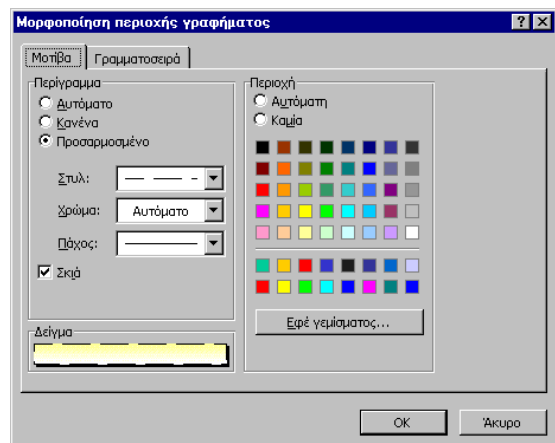 Μορφοποίηση περιοχής γραφήματος
Μοτίβα
Γραμματοσειρά
Περίγραμμα
Αυτόματο
Κανένα
Προσαρμοσμένο
Στυλ:
Χρώμα: Αυτόματο
Πάχος:
Σκιά
Δείγμα
Περιοχή
Αυτόματη
Καμία
Εφέ γεμίσματος...
OK
Άκυρο